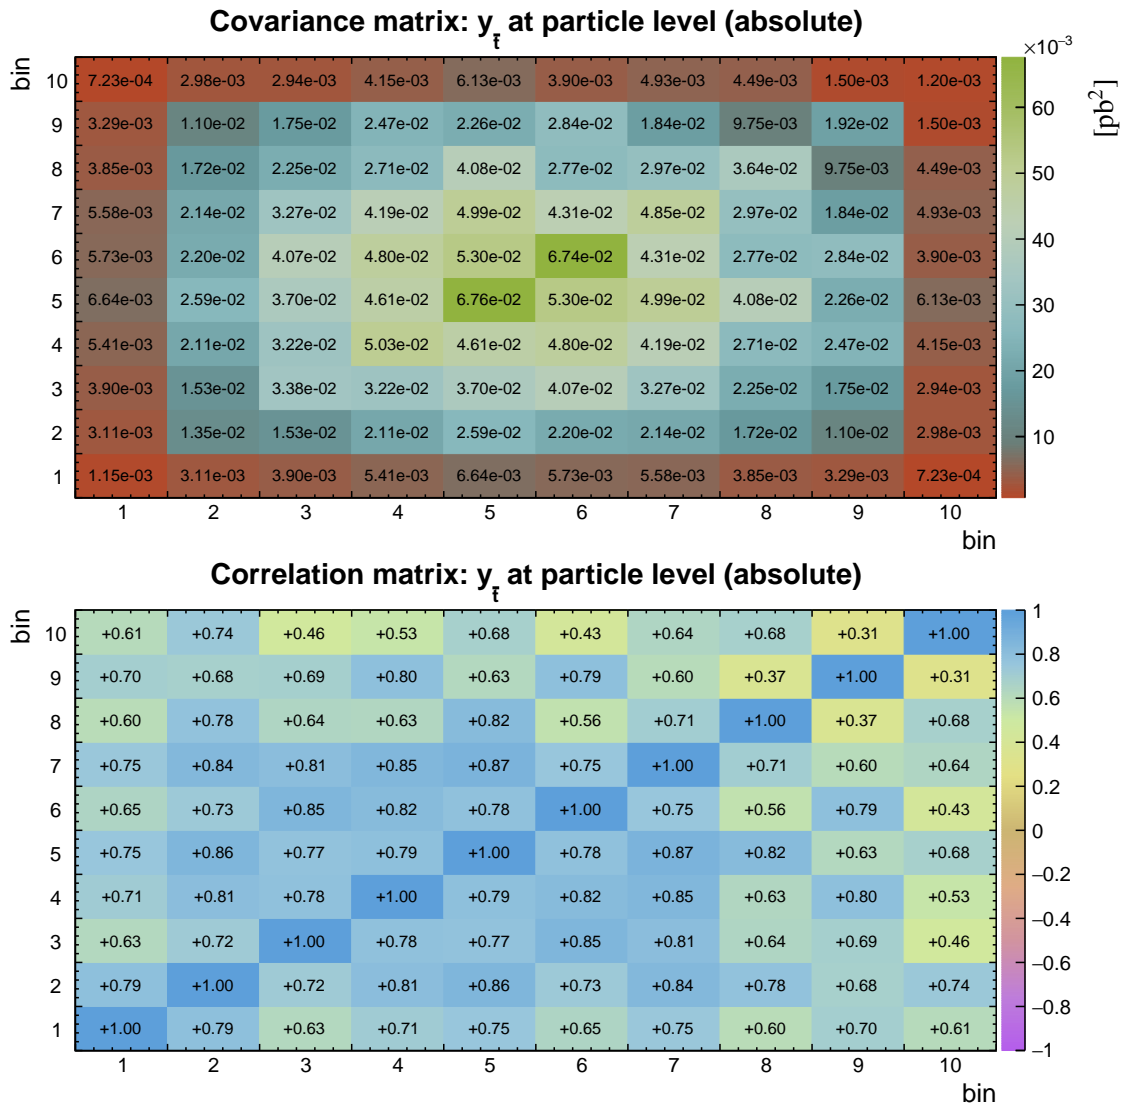 Covariance matrix: y_t̄ at particle level (absolute)
×10⁻³
bin
[pb²]
10 7.23e-04 2.98e-03 2.94e-03 4.15e-03 6.13e-03 3.90e-03 4.93e-03 4.49e-03 1.50e-03 1.20e-03
9 3.29e-03 1.10e-02 1.75e-02 2.47e-02 2.26e-02 2.84e-02 1.84e-02 9.75e-03 1.92e-02 1.50e-03 60
8 3.85e-03 1.72e-02 2.25e-02 2.71e-02 4.08e-02 2.77e-02 2.97e-02 3.64e-02 9.75e-03 4.49e-03 50
7 5.58e-03 2.14e-02 3.27e-02 4.19e-02 4.99e-02 4.31e-02 4.85e-02 2.97e-02 1.84e-02 4.93e-03 40
6 5.73e-03 2.20e-02 4.07e-02 4.80e-02 5.30e-02 6.74e-02 4.31e-02 2.77e-02 2.84e-02 3.90e-03
5 6.64e-03 2.59e-02 3.70e-02 4.61e-02 6.76e-02 5.30e-02 4.99e-02 4.08e-02 2.26e-02 6.13e-03 30
4 5.41e-03 2.11e-02 3.22e-02 5.03e-02 4.61e-02 4.80e-02 4.19e-02 2.71e-02 2.47e-02 4.15e-03
3 3.90e-03 1.53e-02 3.38e-02 3.22e-02 3.70e-02 4.07e-02 3.27e-02 2.25e-02 1.75e-02 2.94e-03 20
2 3.11e-03 1.35e-02 1.53e-02 2.11e-02 2.59e-02 2.20e-02 2.14e-02 1.72e-02 1.10e-02 2.98e-03 10
1 1.15e-03 3.11e-03 3.90e-03 5.41e-03 6.64e-03 5.73e-03 5.58e-03 3.85e-03 3.29e-03 7.23e-04
1 2 3 4 5 6 7 8 9 10
bin
Correlation matrix: y_t̄ at particle level (absolute)
bin
10 +0.61 +0.74 +0.46 +0.53 +0.68 +0.43 +0.64 +0.68 +0.31 +1.00 1
9 +0.70 +0.68 +0.69 +0.80 +0.63 +0.79 +0.60 +0.37 +1.00 +0.31 0.8
8 +0.60 +0.78 +0.64 +0.63 +0.82 +0.56 +0.71 +1.00 +0.37 +0.68 0.6
7 +0.75 +0.84 +0.81 +0.85 +0.87 +0.75 +1.00 +0.71 +0.60 +0.64 0.4
6 +0.65 +0.73 +0.85 +0.82 +0.78 +1.00 +0.75 +0.56 +0.79 +0.43 0.2
5 +0.75 +0.86 +0.77 +0.79 +1.00 +0.78 +0.87 +0.82 +0.63 +0.68 0
4 +0.71 +0.81 +0.78 +1.00 +0.79 +0.82 +0.85 +0.63 +0.80 +0.53 −0.2
3 +0.63 +0.72 +1.00 +0.78 +0.77 +0.85 +0.81 +0.64 +0.69 +0.46 −0.4
−0.6
2 +0.79 +1.00 +0.72 +0.81 +0.86 +0.73 +0.84 +0.78 +0.68 +0.74 −0.8
1 +1.00 +0.79 +0.63 +0.71 +0.75 +0.65 +0.75 +0.60 +0.70 +0.61 −1
1 2 3 4 5 6 7 8 9 10
bin